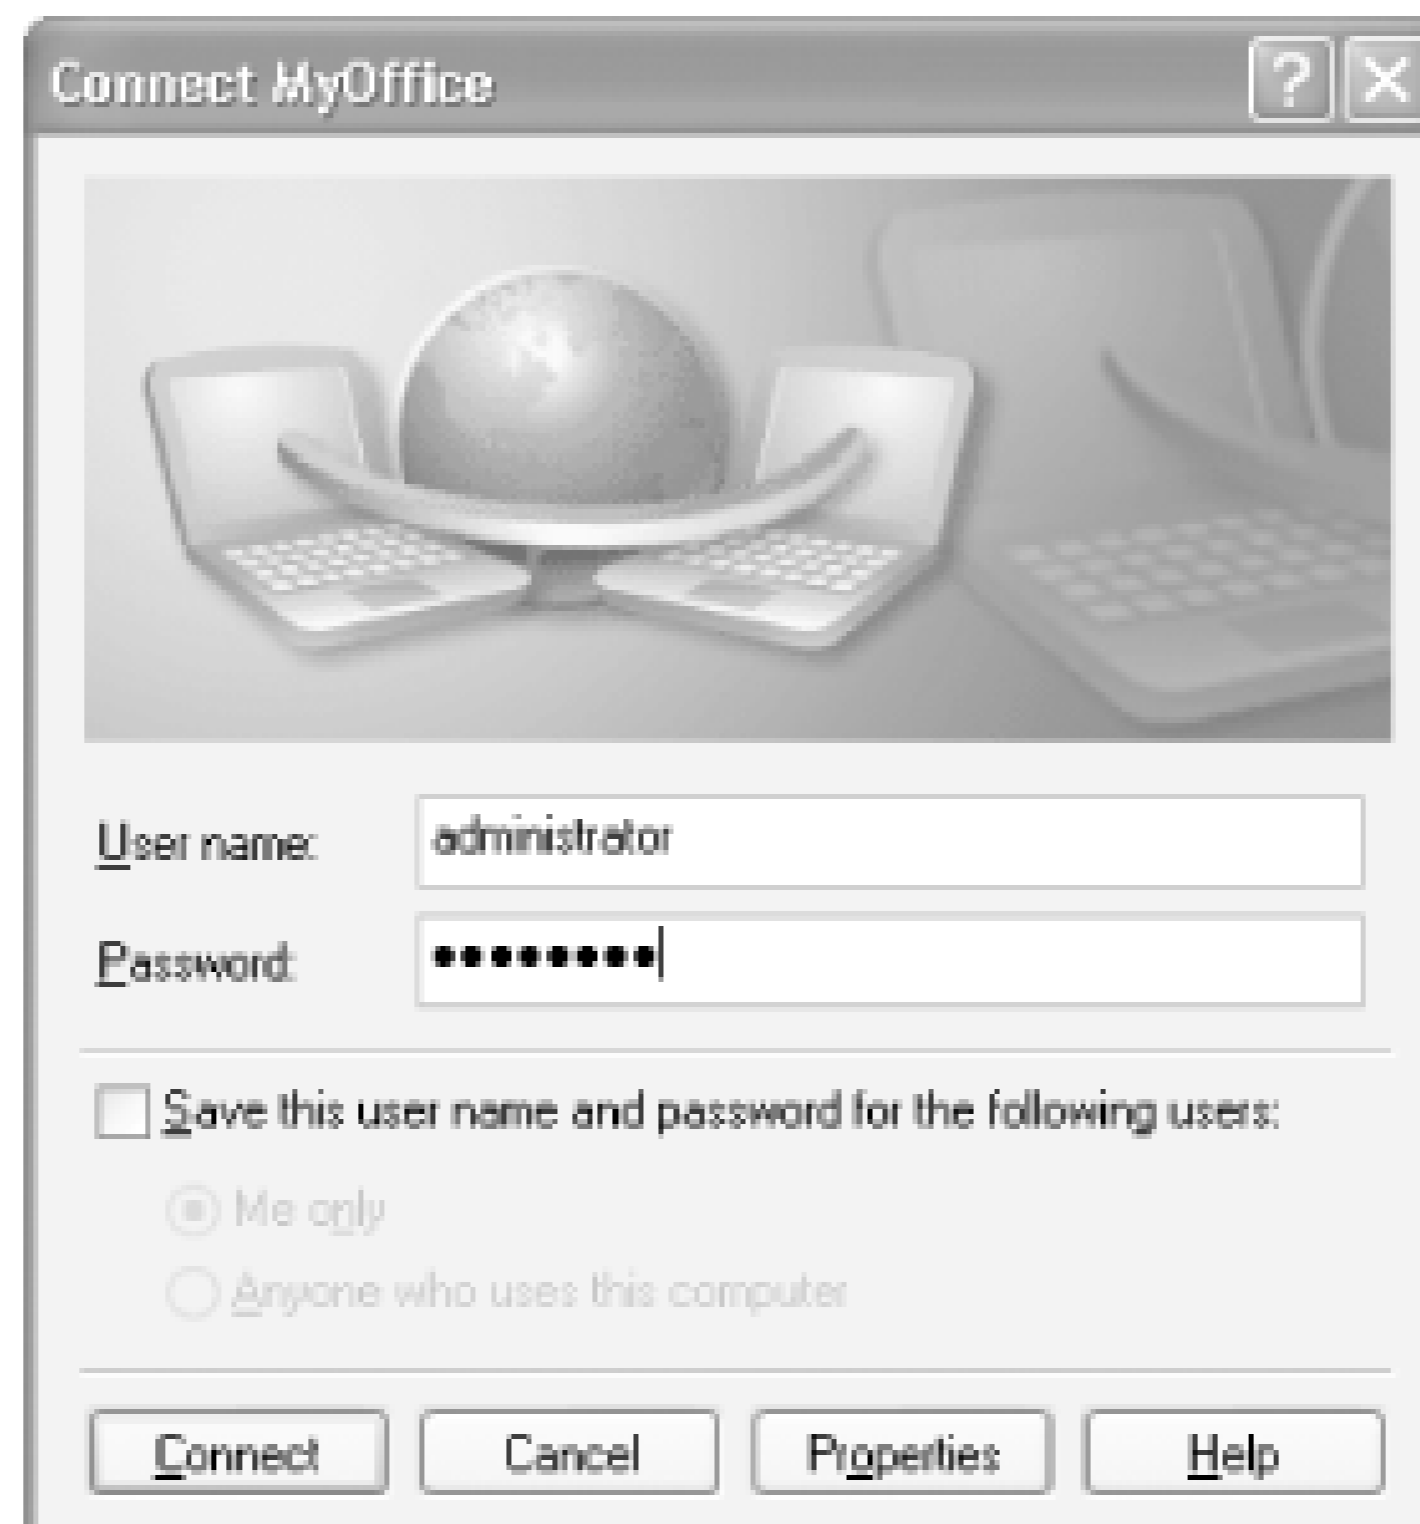 Connect MyOffice
User name: administrator
Password: ••••••••
Save this user name and password for the following users:
Me only
Anyone who uses this computer
Connect Cancel Properties Help